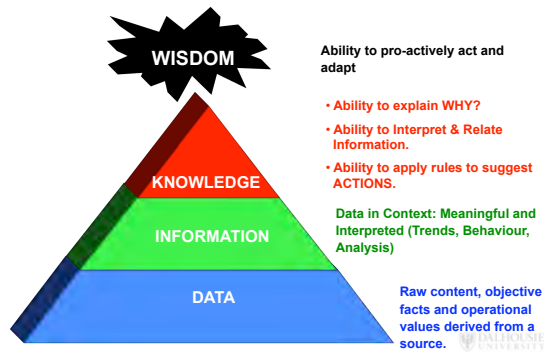 WISDOM
Ability to pro-actively act and
adapt
• Ability to explain WHY?
• Ability to Interpret & Relate
Information.
• Ability to apply rules to suggest
ACTIONS.
KNOWLEDGE
Data in Context: Meaningful and
Interpreted (Trends, Behaviour,
Analysis)
INFORMATION
DATA
Raw content, objective
facts and operational
values derived from a
source.
DALHOUSIE
UNIVERSITY